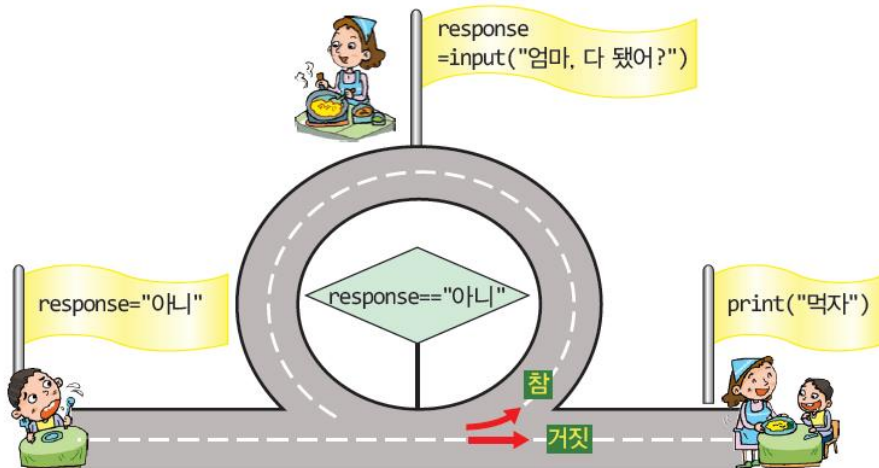 response
=input("엄마, 다 됐어?")
response="아니"
response=="아니"
print("먹자")
참
거짓